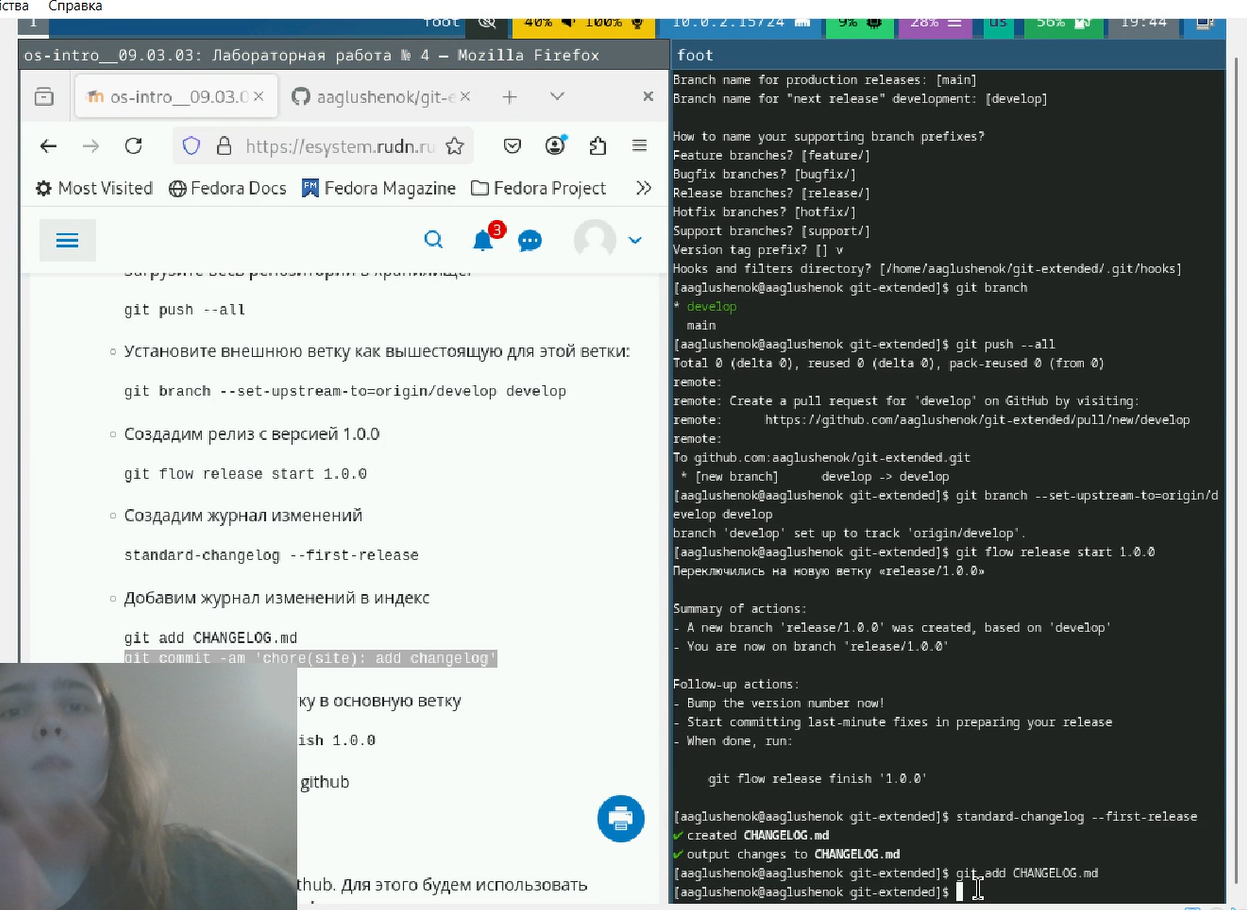 йства Справка
1 foot 40% 100% 10.0.2.15/24 9% 28% us 56% 19:44
os-intro__09.03.03: Лабораторная работа № 4 — Mozilla Firefox
os-intro__09.03.0
aaglushenok/git-e
https://esystem.rudn.ru
Most Visited Fedora Docs Fedora Magazine Fedora Project
3
Загрузите весь репозиторий в хранилище:
git push --all
Установите внешнюю ветку как вышестоящую для этой ветки:
git branch --set-upstream-to=origin/develop develop
Создадим релиз с версией 1.0.0
git flow release start 1.0.0
Создадим журнал изменений
standard-changelog --first-release
Добавим журнал изменений в индекс
git add CHANGELOG.md
git commit -am 'chore(site): add changelog'
ку в основную ветку
ish 1.0.0
github
thub. Для этого будем использовать
foot
Branch name for production releases: [main]
Branch name for "next release" development: [develop]
How to name your supporting branch prefixes?
Feature branches? [feature/]
Bugfix branches? [bugfix/]
Release branches? [release/]
Hotfix branches? [hotfix/]
Support branches? [support/]
Version tag prefix? [] v
Hooks and filters directory? [/home/aaglushenok/git-extended/.git/hooks]
[aaglushenok@aaglushenok git-extended]$ git branch
* develop
main
[aaglushenok@aaglushenok git-extended]$ git push --all
Total 0 (delta 0), reused 0 (delta 0), pack-reused 0 (from 0)
remote:
remote: Create a pull request for 'develop' on GitHub by visiting:
remote: https://github.com/aaglushenok/git-extended/pull/new/develop
remote:
To github.com:aaglushenok/git-extended.git
* [new branch] develop -> develop
[aaglushenok@aaglushenok git-extended]$ git branch --set-upstream-to=origin/d
evelop develop
branch 'develop' set up to track 'origin/develop'.
[aaglushenok@aaglushenok git-extended]$ git flow release start 1.0.0
Переключились на новую ветку «release/1.0.0»
Summary of actions:
- A new branch 'release/1.0.0' was created, based on 'develop'
- You are now on branch 'release/1.0.0'
Follow-up actions:
- Bump the version number now!
- Start committing last-minute fixes in preparing your release
- When done, run:
git flow release finish '1.0.0'
[aaglushenok@aaglushenok git-extended]$ standard-changelog --first-release
✔ created CHANGELOG.md
✔ output changes to CHANGELOG.md
[aaglushenok@aaglushenok git-extended]$ git add CHANGELOG.md
[aaglushenok@aaglushenok git-extended]$